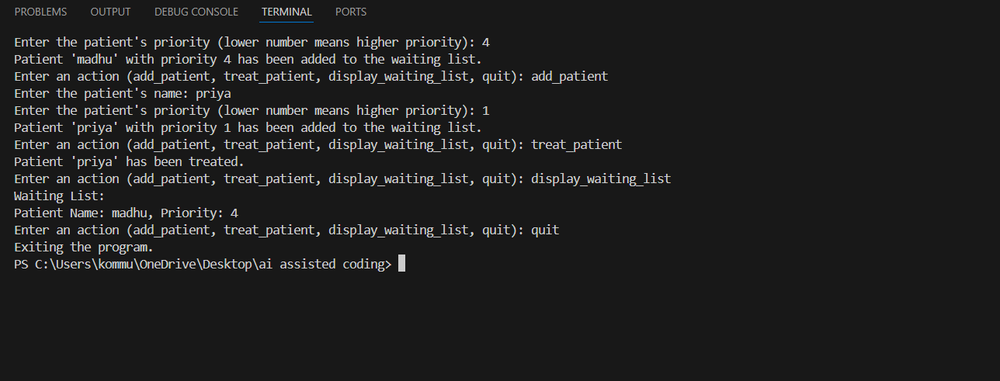 PROBLEMS OUTPUT DEBUG CONSOLE TERMINAL PORTS
Enter the patient's priority (lower number means higher priority): 4
Patient 'madhu' with priority 4 has been added to the waiting list.
Enter an action (add_patient, treat_patient, display_waiting_list, quit): add_patient
Enter the patient's name: priya
Enter the patient's priority (lower number means higher priority): 1
Patient 'priya' with priority 1 has been added to the waiting list.
Enter an action (add_patient, treat_patient, display_waiting_list, quit): treat_patient
Patient 'priya' has been treated.
Enter an action (add_patient, treat_patient, display_waiting_list, quit): display_waiting_list
Waiting List:
Patient Name: madhu, Priority: 4
Enter an action (add_patient, treat_patient, display_waiting_list, quit): quit
Exiting the program.
PS C:\Users\kommu\OneDrive\Desktop\ai assisted coding>